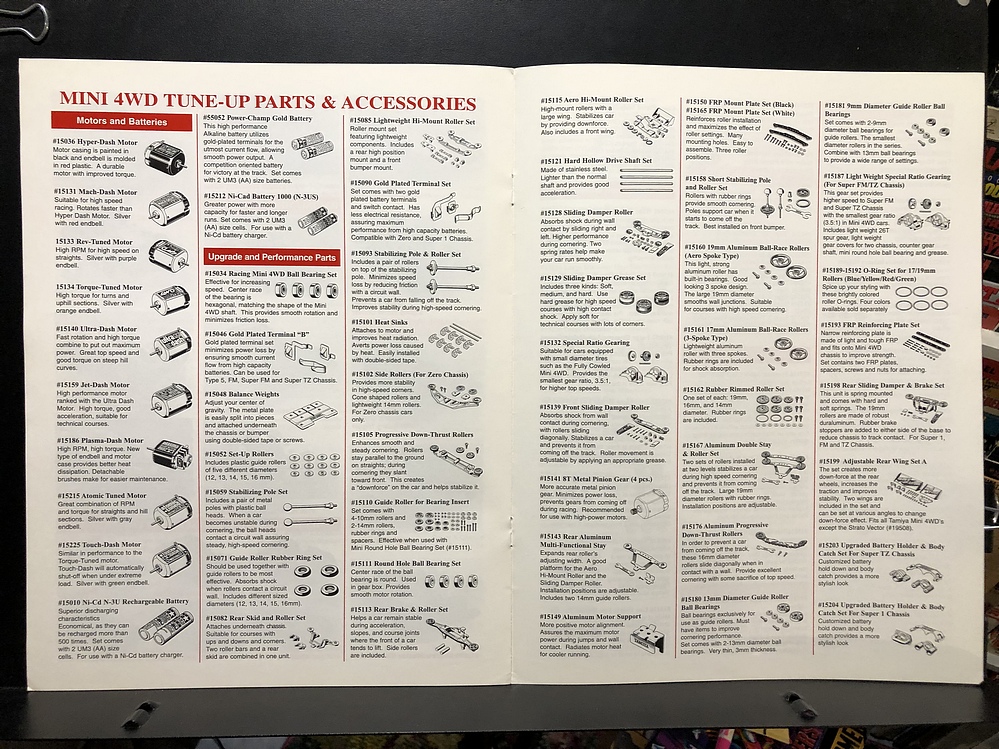 MINI 4WD TUNE-UP PARTS & ACCESSORIES
Motors and Batteries
#15036 Hyper-Dash Motor
Motor casing is painted in
black and endbell is molded
in red plastic. A durable
motor with improved torque.
#15131 Mach-Dash Motor
Suitable for high speed
racing. Rotates faster than
Hyper Dash Motor. Silver
with red endbell.
15133 Rev-Tuned Motor
High RPM for high speed on
straights. Silver with purple
endbell.
15134 Torque-Tuned Motor
High torque for turns and
uphill sections. Silver with
orange endbell.
#15140 Ultra-Dash Motor
Fast rotation and high torque
combine to put out maximum
power. Great top speed and
good torque on steep hill
curves.
#15159 Jet-Dash Motor
High performance motor
ranked with the Ultra Dash
Motor. High torque, good
acceleration, suitable for
technical courses.
#15186 Plasma-Dash Motor
High RPM, high torque. New
type of endbell and motor
case provides better heat
dissipation. Detachable
brushes make for easier maintenance.
#15215 Atomic Tuned Motor
Great combination of RPM
and torque for straights and hill
sections. Silver with gray
endbell.
#15225 Touch-Dash Motor
Similar in performance to the
Torque-Tuned motor.
Touch-Dash will automatically
shut-off when under extreme
load. Silver with green endbell.
#15010 Ni-Cd N-3U Rechargeable Battery
Superior discharging
characteristics
Economical, as they can
be recharged more than
500 times. Set comes
with 2 UM3 (AA) size
cells. For use with a Ni-Cd battery charger.
#55052 Power-Champ Gold Battery
This high performance
Alkaline battery utilizes
gold-plated terminals for the
utmost current flow, allowing
smooth power output. A
competition oriented battery
for victory at the track. Set comes
with 2 UM3 (AA) size batteries.
#15212 Ni-Cad Battery 1000 (N-3US)
Greater power with more
capacity for faster and longer
runs. Set comes with 2 UM3
(AA) size cells. For use with a
Ni-Cd battery charger.
Upgrade and Performance Parts
#15034 Racing Mini 4WD Ball Bearing Set
Effective for increasing
speed. Center race
of the bearing is
hexagonal, matching the shape of the Mini
4WD shaft. This provides smooth rotation and
minimizes friction loss.
#15046 Gold Plated Terminal "B"
Gold plated terminal set
minimizes power loss by
ensuring smooth current
flow from high capacity
batteries. Can be used for
Type 5, FM, Super FM and Super TZ Chassis.
#15048 Balance Weights
Adjust your center of
gravity. The metal plate
is easily split into pieces
and attached underneath
the chassis or bumper
using double-sided tape or screws.
#15052 Set-Up Rollers
Includes plastic guide rollers
of five different diameters
(12, 13, 14, 15, 16 mm).
#15059 Stabilizing Pole Set
Includes a pair of metal
poles with plastic ball
heads. When a car
becomes unstable during
cornering, the ball heads
contact a circuit wall assuring
steady, high-speed cornering.
#15071 Guide Roller Rubber Ring Set
Should be used together with
guide rollers to be most
effective. Absorbs shock
when rollers contact a circuit
wall. Includes different sized
diameters (12, 13, 14, 15, 16mm).
#15082 Rear Skid and Roller Set
Attaches underneath chassis.
Suitable for courses with
ups and downs and corners.
Two roller bars and a rear
skid are combined in one unit.
#15085 Lightweight Hi-Mount Roller Set
Roller mount set
featuring lightweight
components. Includes
a rear high position
mount and a front
bumper mount.
#15090 Gold Plated Terminal Set
Set comes with two gold
plated battery terminals
and switch contact. Has
less electrical resistance,
assuring maximum
performance from high capacity batteries.
Compatible with Zero and Super 1 Chassis.
#15093 Stabilizing Pole & Roller Set
Includes a pair of rollers
on top of the stabilizing
pole. Minimizes speed
loss by reducing friction
with a circuit wall.
Prevents a car from falling off the track.
Improves stability during high-speed cornering.
#15101 Heat Sinks
Attaches to motor and
improves heat radiation.
Averts power loss caused
by heat. Easily installed
with double-sided tape.
#15102 Side Rollers (For Zero Chassis)
Provides more stability
in high-speed corners.
Cone shaped rollers and
lightweight 14mm rollers.
For Zero chassis cars
only.
#15105 Progressive Down-Thrust Rollers
Enhances smooth and
steady cornering. Rollers
stay parallel to the ground
on straights; during
cornering they slant
toward front. This creates
a "downforce" on the car and helps stabilize it.
#15110 Guide Roller for Bearing Insert
Set comes with
4-10mm rollers and
2-14mm rollers,
rubber rings and
spacers. Effective when used with
Mini Round Hole Ball Bearing Set (#15111).
#15111 Round Hole Ball Bearing Set
Center race of the ball
bearing is round. Used
in gear box. Provides
smooth motor rotation.
#15113 Rear Brake & Roller Set
Helps a car remain stable
during acceleration,
slopes, and course joints
where the front of a car
tends to lift. Side rollers
are included.
#15115 Aero Hi-Mount Roller Set
High-mount rollers with a
large wing. Stabilizes car
by providing downforce.
Also includes a front wing.
#15121 Hard Hollow Drive Shaft Set
Made of stainless steel.
Lighter than the normal
shaft and provides good
acceleration.
#15128 Sliding Damper Roller
Absorbs shock during wall
contact by sliding right and
left. Higher performance
during cornering. Two
spring rates help make
your car run smoothly.
#15129 Sliding Damper Grease Set
Includes three kinds: Soft,
medium, and hard. Use
hard grease for high speed
courses with high contact
shock. Apply soft for
technical courses with lots of corners.
#15132 Special Ratio Gearing
Suitable for cars equipped
with small diameter tires
such as the Fully Cowled
Mini 4WD. Provides the
smallest gear ratio, 3.5:1,
for higher top speeds.
#15139 Front Sliding Damper Roller
Absorbs shock from wall
contact during cornering,
with rollers sliding
diagonally. Stabilizes a car
and prevents it from
coming off the track. Roller movement is
adjustable by applying an appropriate grease.
#15141 8T Metal Pinion Gear (4 pcs.)
More accurate metal pinion
gear. Minimizes power loss,
prevents gears from coming off
during racing. Recommended
for use with high-power motors.
#15143 Rear Aluminum
Multi-Functional Stay
Expands rear roller's
adjusting width. A good
platform for the Aero
Hi-Mount Roller and the
Sliding Damper Roller.
Installation positions are adjustable.
Includes two 14mm guide rollers.
#15149 Aluminum Motor Support
More positive motor alignment.
Assures the maximum motor
power during jumps and wall
contact. Radiates motor heat
for cooler running.
#15150 FRP Mount Plate Set (Black)
#15165 FRP Mount Plate Set (White)
Reinforces roller installation
and maximizes the effect of
roller settings. Many
mounting holes. Easy to
assemble. Three roller
positions.
#15158 Short Stabilizing Pole
and Roller Set
Rollers with rubber rings
provide smooth cornering
Poles support car when it
starts to come off the
track. Best installed on front bumper.
#15160 19mm Aluminum Ball-Race Rollers
(Aero Spoke Type)
This light, strong
aluminum roller has
built-in bearings. Good
looking 3 spoke design.
The large 19mm diameter
smooths wall junctions. Suitable
for courses with high speed corners.
#15161 17mm Aluminum Ball-Race Rollers
(3-Spoke Type)
Lightweight aluminum
roller with three spokes.
Rubber rings are included
for shock absorption.
#15162 Rubber Rimmed Roller Set
One set of each: 19mm,
16mm, and 14mm
diameter. Rubber rings
are included.
#15167 Aluminum Double Stay
& Roller Set
Two sets of rollers installed
at two levels stabilizes a car
during high speed cornering
and prevents it from coming
off the track. Large 19mm
diameter rollers with rubber rings.
Installation positions are adjustable.
#15176 Aluminum Progressive
Down-Thrust Rollers
In order to prevent a car
from coming off the track,
these 16mm diameter
rollers slide diagonally when in
contact with a wall. Provide excellent
cornering with some sacrifice of top speed.
#15180 13mm Diameter Guide Roller
Ball Bearings
Ball bearings exclusively for
use as guide rollers. Must
have items to improve
cornering performance.
Set comes with 2-13mm diameter ball
bearings. Very thin, 3mm thickness.
#15181 9mm Diameter Guide Roller Ball
Bearings
Set comes with 2-9mm
diameter ball bearings for
guide rollers. The smallest
diameter rollers in the series.
Combine with 13mm ball bearings
to provide a wide range of settings.
#15187 Light Weight Special Ratio Gearing
(For Super FM/TZ Chassis)
This gear set provides
higher speed to Super FM
and Super TZ Chassis
with the smallest gear ratio
(3.5:1) in Mini 4WD cars.
Includes light weight 26T
spur gear, light weight
gear covers for two chassis, counter gear
shaft, mini round hole ball bearing and grease.
#15189-15192 O-Ring Set for 17/19mm
Rollers (Blue/Yellow/Red/Green)
Spice up your styling with
these brightly colored
roller O-rings. Four colors
available sold separately
#15193 FRP Reinforcing Plate Set
Narrow reinforcing plate is
made of light and tough FRP
and fits onto Mini 4WD
chassis to improve strength.
Set contains two FRP plates,
spacers, screws and nuts for attaching.
#15198 Rear Sliding Damper & Brake Set
This unit is spring mounted
and comes with hard and
soft springs. The 19mm
rollers are made of robust
duralumin. Rubber brake
stoppers are added to either side of the base to
reduce chassis to track contact. For Super 1,
FM and TZ Chassis.
#15199 Adjustable Rear Wing Set A
The set creates more
down-force at the rear
wheels, increases the
traction and improves
stability. Two wings are
included in the set and
can be set at various angles to change
down-force effect. Fits all Tamiya Mini 4WD's
except the Strato Vector (#19508).
#15203 Upgraded Battery Holder & Body
Catch Set For Super TZ Chassis
Customized battery
hold down and body
catch provides a more
stylish look
#15204 Upgraded Battery Holder & Body
Catch Set For Super 1 Chassis
Customized battery
hold down and body
catch provides a more
stylish look